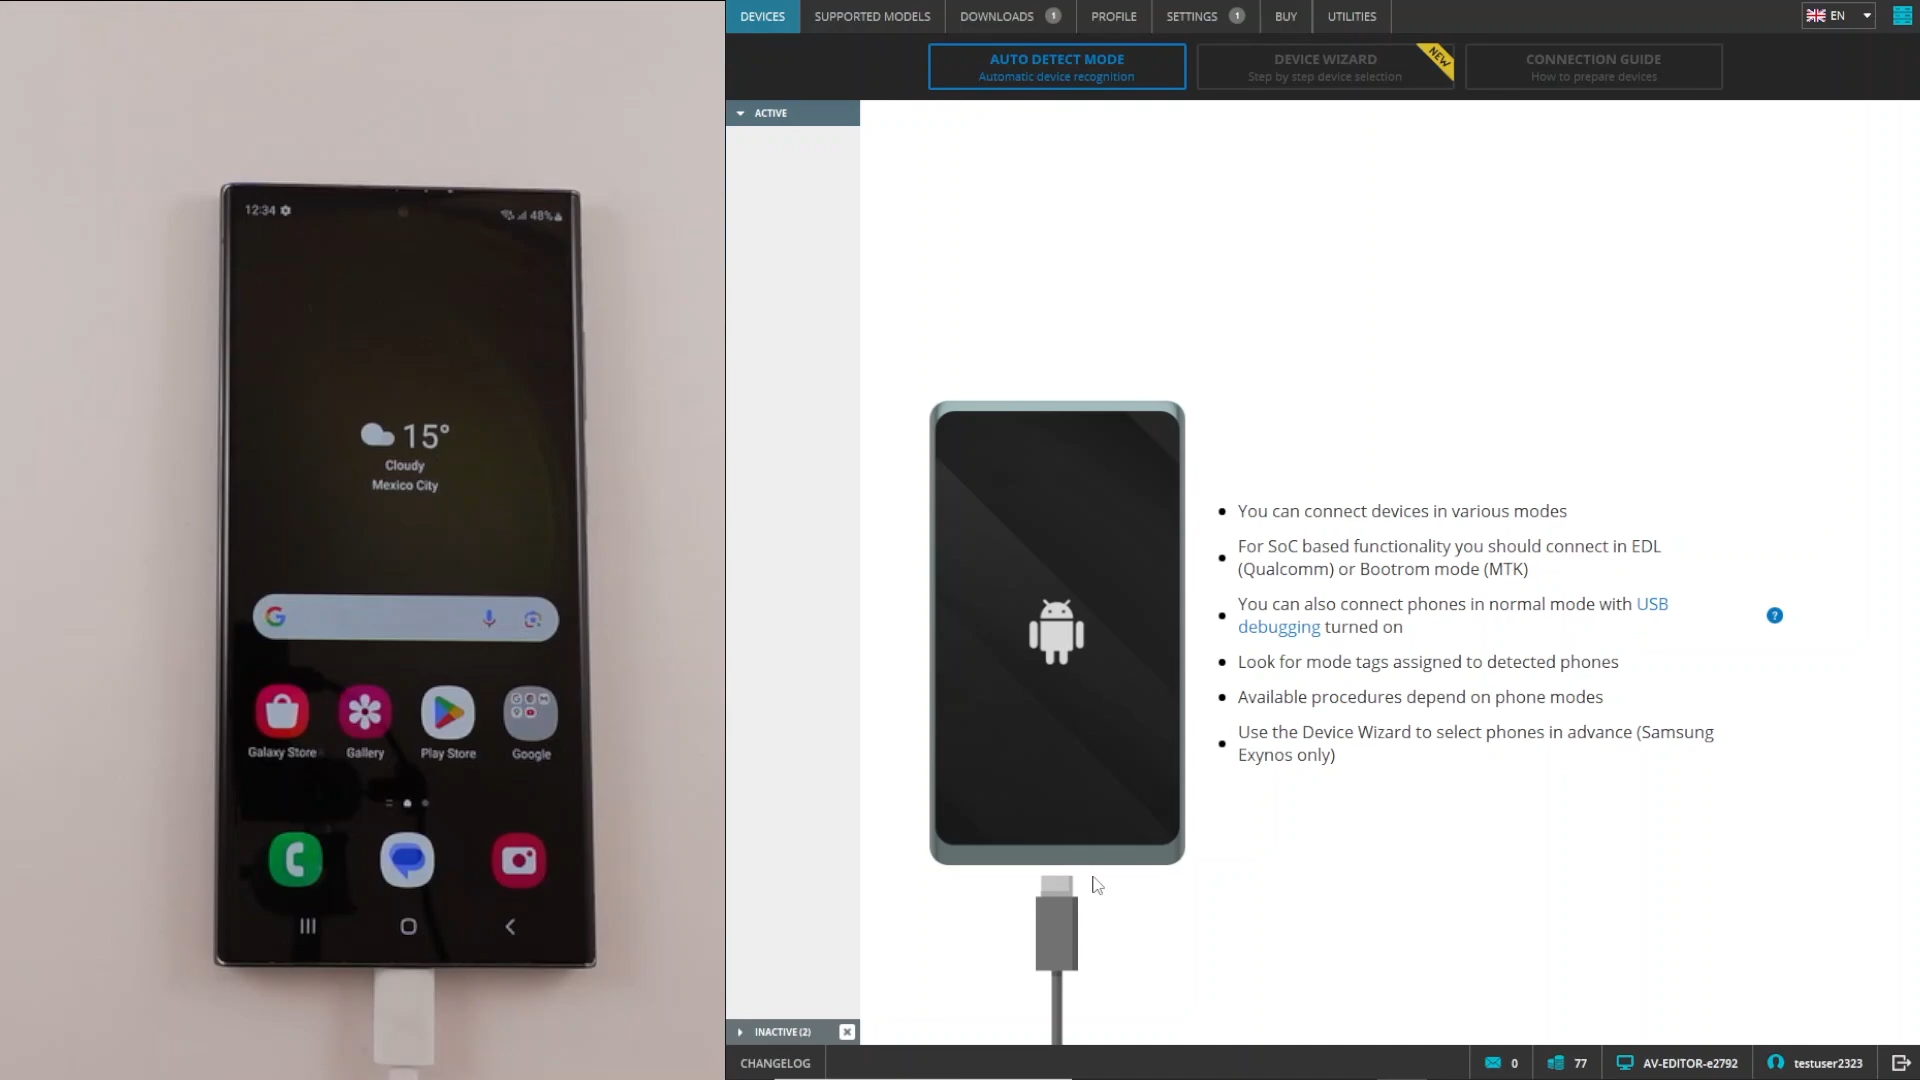 DEVICES
SUPPORTED MODELS
DOWNLOADS 1
PROFILE
SETTINGS 1
BUY
UTILITIES
EN
AUTO DETECT MODE
Automatic device recognition
DEVICE WIZARD
Step by step device selection
NEW
CONNECTION GUIDE
How to prepare devices
ACTIVE
12:34
48%
15°
Cloudy
Mexico City
Galaxy Store
Gallery
Play Store
Google
You can connect devices in various modes
For SoC based functionality you should connect in EDL
(Qualcomm) or Bootrom mode (MTK)
You can also connect phones in normal mode with USB
debugging turned on
?
Look for mode tags assigned to detected phones
Available procedures depend on phone modes
Use the Device Wizard to select phones in advance (Samsung
Exynos only)
INACTIVE (2)
CHANGELOG
0
77
AV-EDITOR-e2792
testuser2323